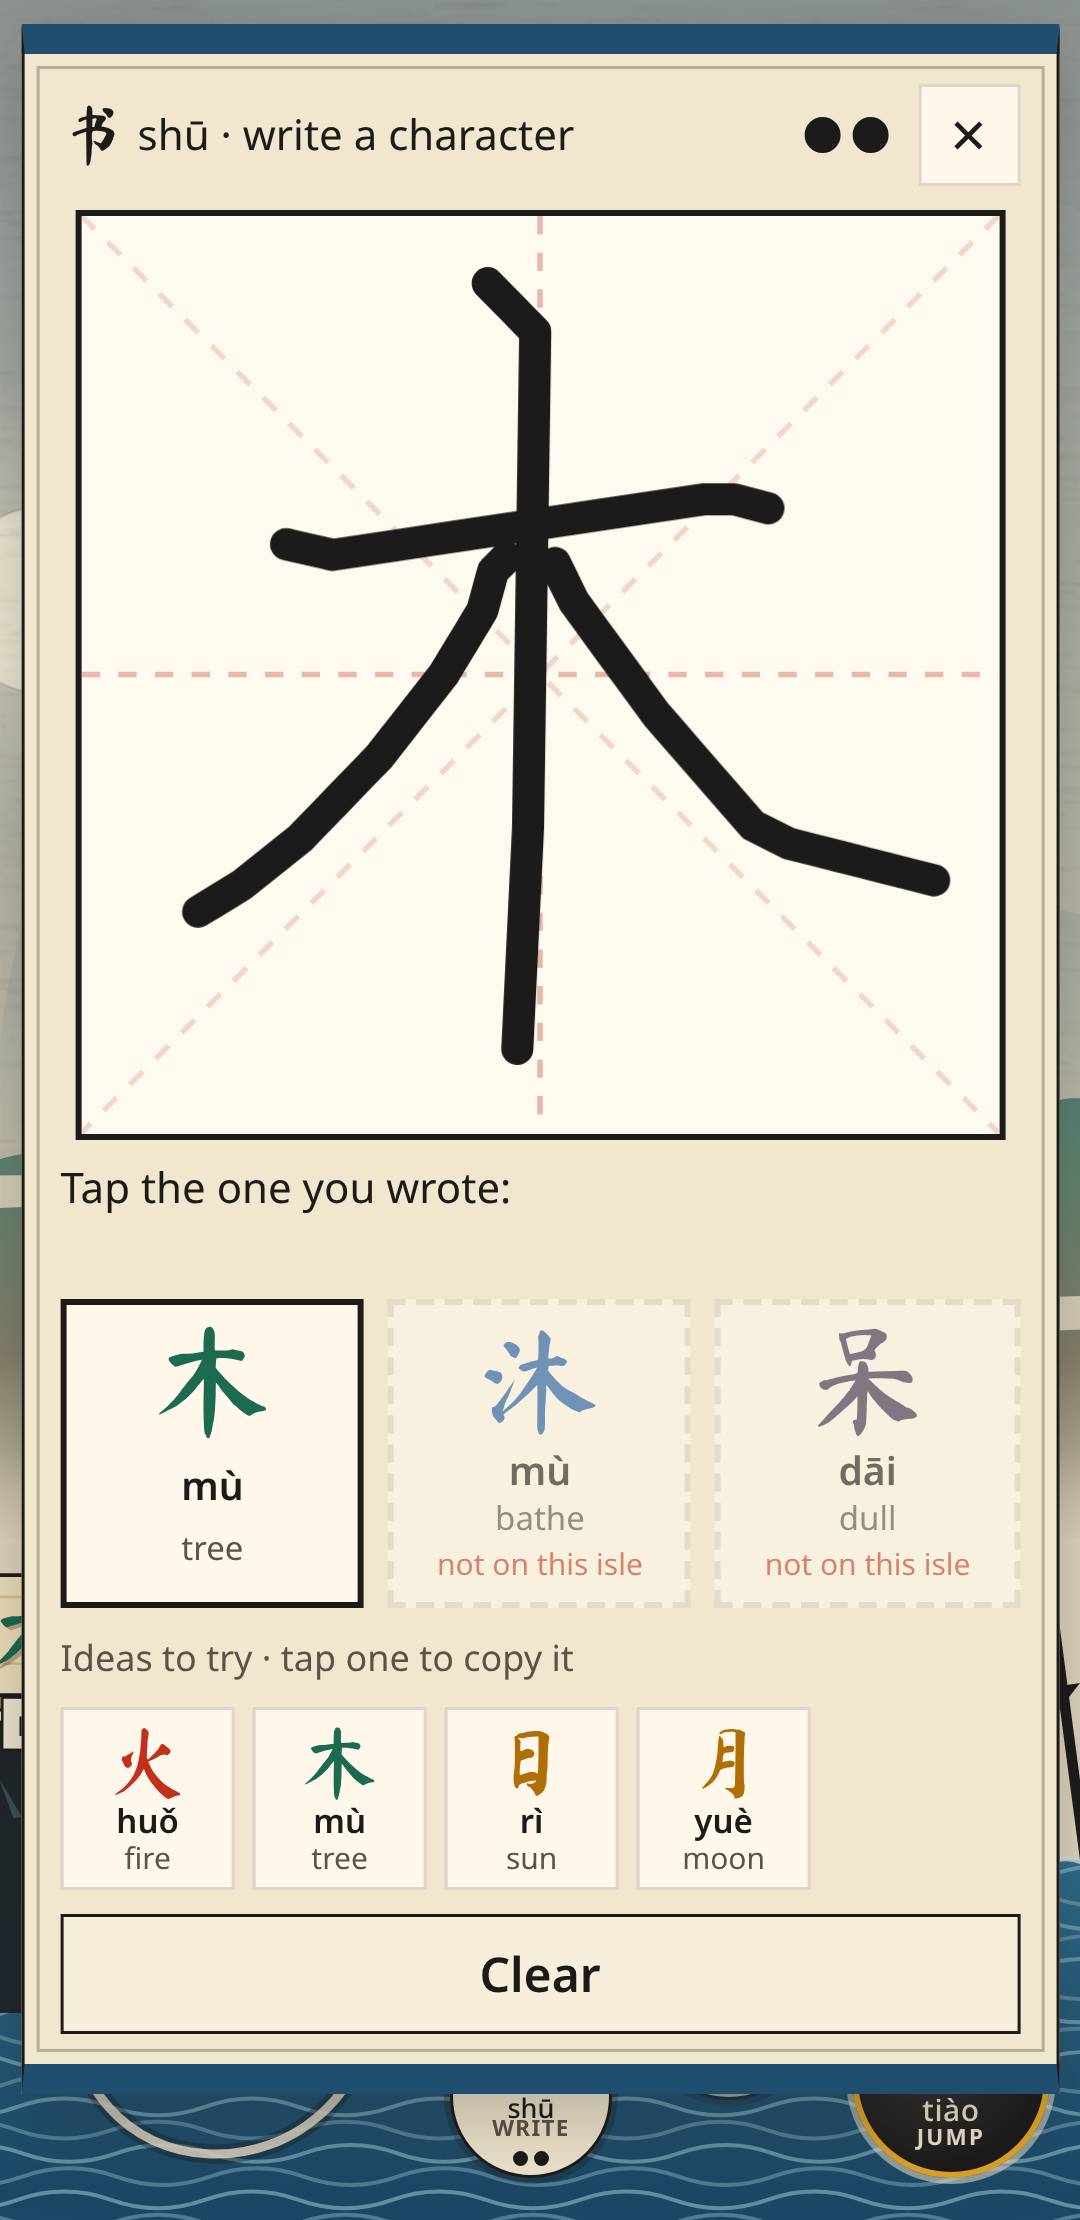 书 shū · write a character ✕
木
Tap the one you wrote:
木 沐 呆
mù mù dāi
tree bathe dull
not on this isle not on this isle
Ideas to try · tap one to copy it
火 木 日 月
huǒ mù rì yuè
fire tree sun moon
Clear
shū tiào
WRITE JUMP